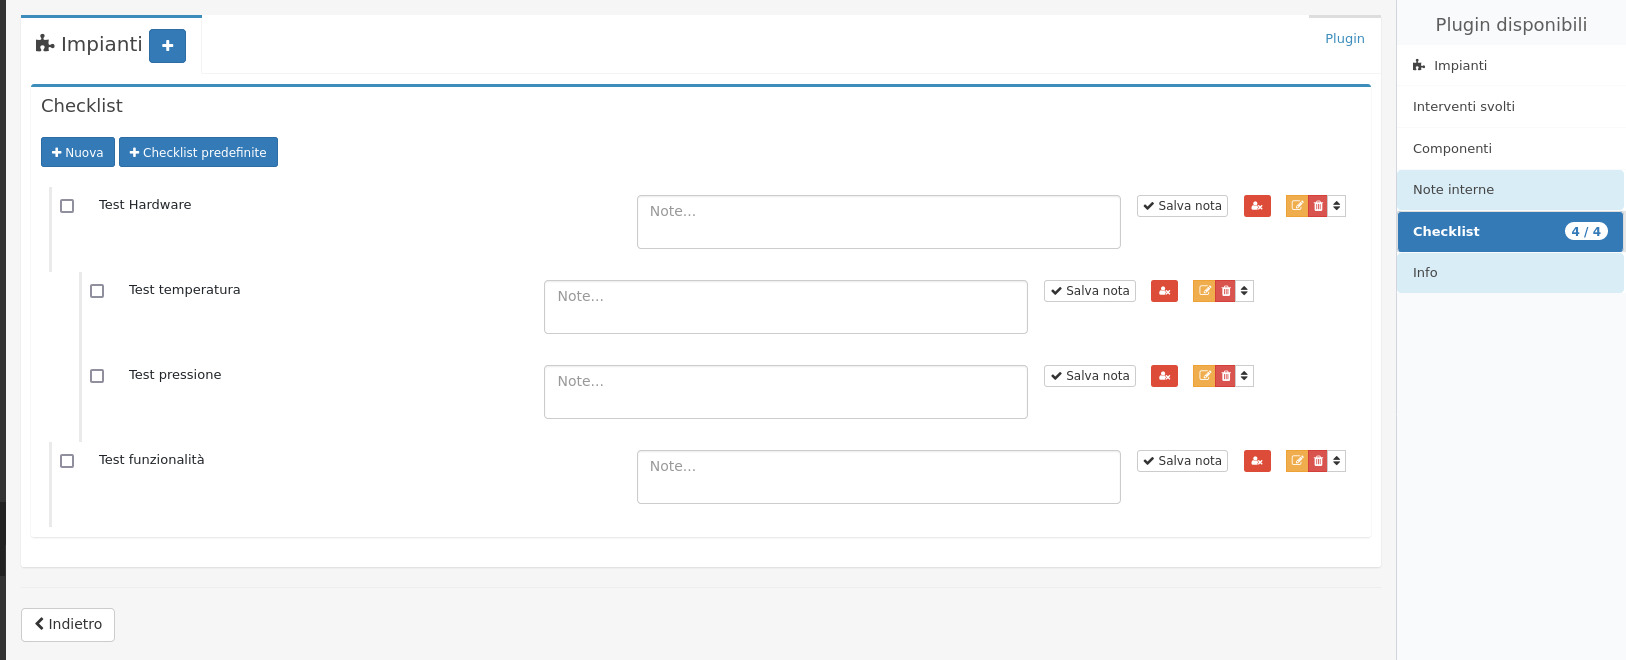 Impianti
Plugin
Checklist
Nuova
Checklist predefinite
Test Hardware
Note...
Salva nota
Test temperatura
Note...
Salva nota
Test pressione
Note...
Salva nota
Test funzionalità
Note...
Salva nota
Indietro
Plugin disponibili
Impianti
Interventi svolti
Componenti
Note interne
Checklist 4 / 4
Info